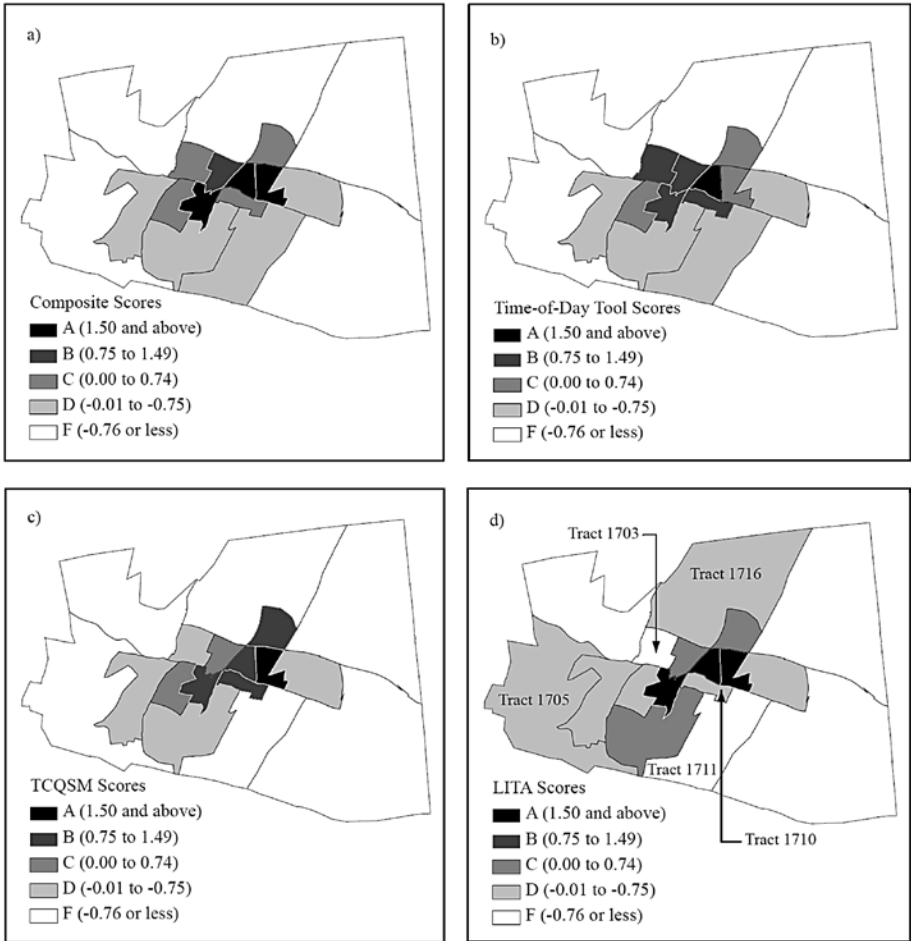 a)
Composite Scores
A (1.50 and above)
B (0.75 to 1.49)
C (0.00 to 0.74)
D (-0.01 to -0.75)
F (-0.76 or less)
b)
Time-of-Day Tool Scores
A (1.50 and above)
B (0.75 to 1.49)
C (0.00 to 0.74)
D (-0.01 to -0.75)
F (-0.76 or less)
c)
TCQSM Scores
A (1.50 and above)
B (0.75 to 1.49)
C (0.00 to 0.74)
D (-0.01 to -0.75)
F (-0.76 or less)
d)
Tract 1703
Tract 1716
Tract 1705
Tract 1711
Tract 1710
LITA Scores
A (1.50 and above)
B (0.75 to 1.49)
C (0.00 to 0.74)
D (-0.01 to -0.75)
F (-0.76 or less)